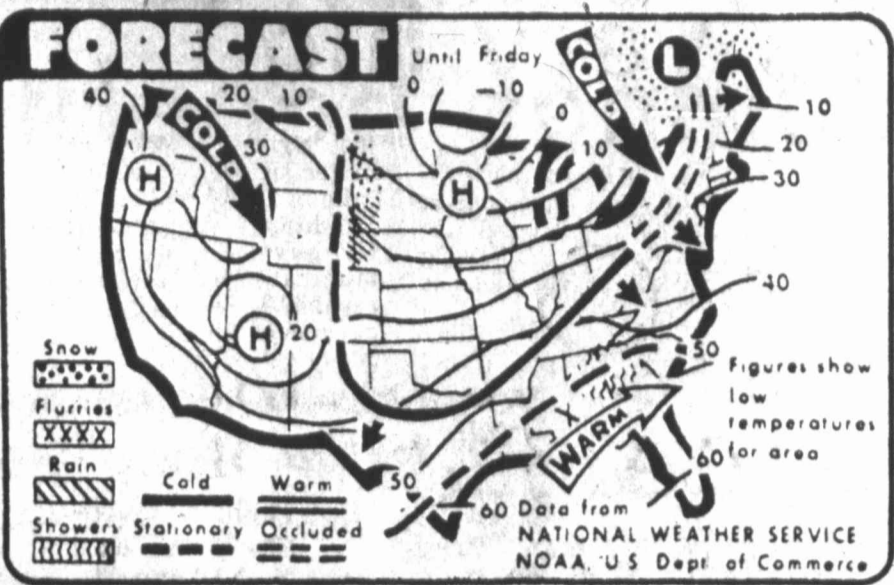 FORECAST
Until Friday
40
20
10
0
-10
0
10
10
20
30
COLD
30
COLD
L
H
H
H
20
40
50
60
50
60
WARM
Snow
Flurries
XXXX
Rain
Showers
Cold
Warm
Stationary
Occluded
Figures show
low
temperatures
for area
Data from
NATIONAL WEATHER SERVICE
NOAA, U S Dept. of Commerce